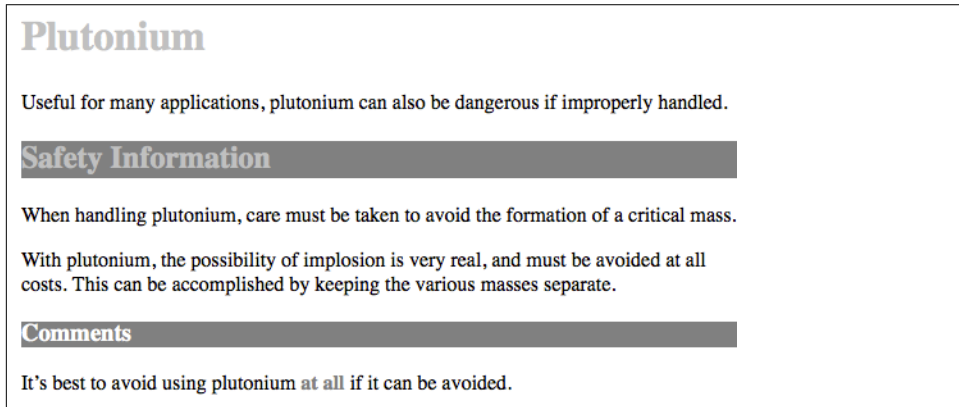 Plutonium
Useful for many applications, plutonium can also be dangerous if improperly handled.
Safety Information
When handling plutonium, care must be taken to avoid the formation of a critical mass.
With plutonium, the possibility of implosion is very real, and must be avoided at all
costs. This can be accomplished by keeping the various masses separate.
Comments
It’s best to avoid using plutonium at all if it can be avoided.